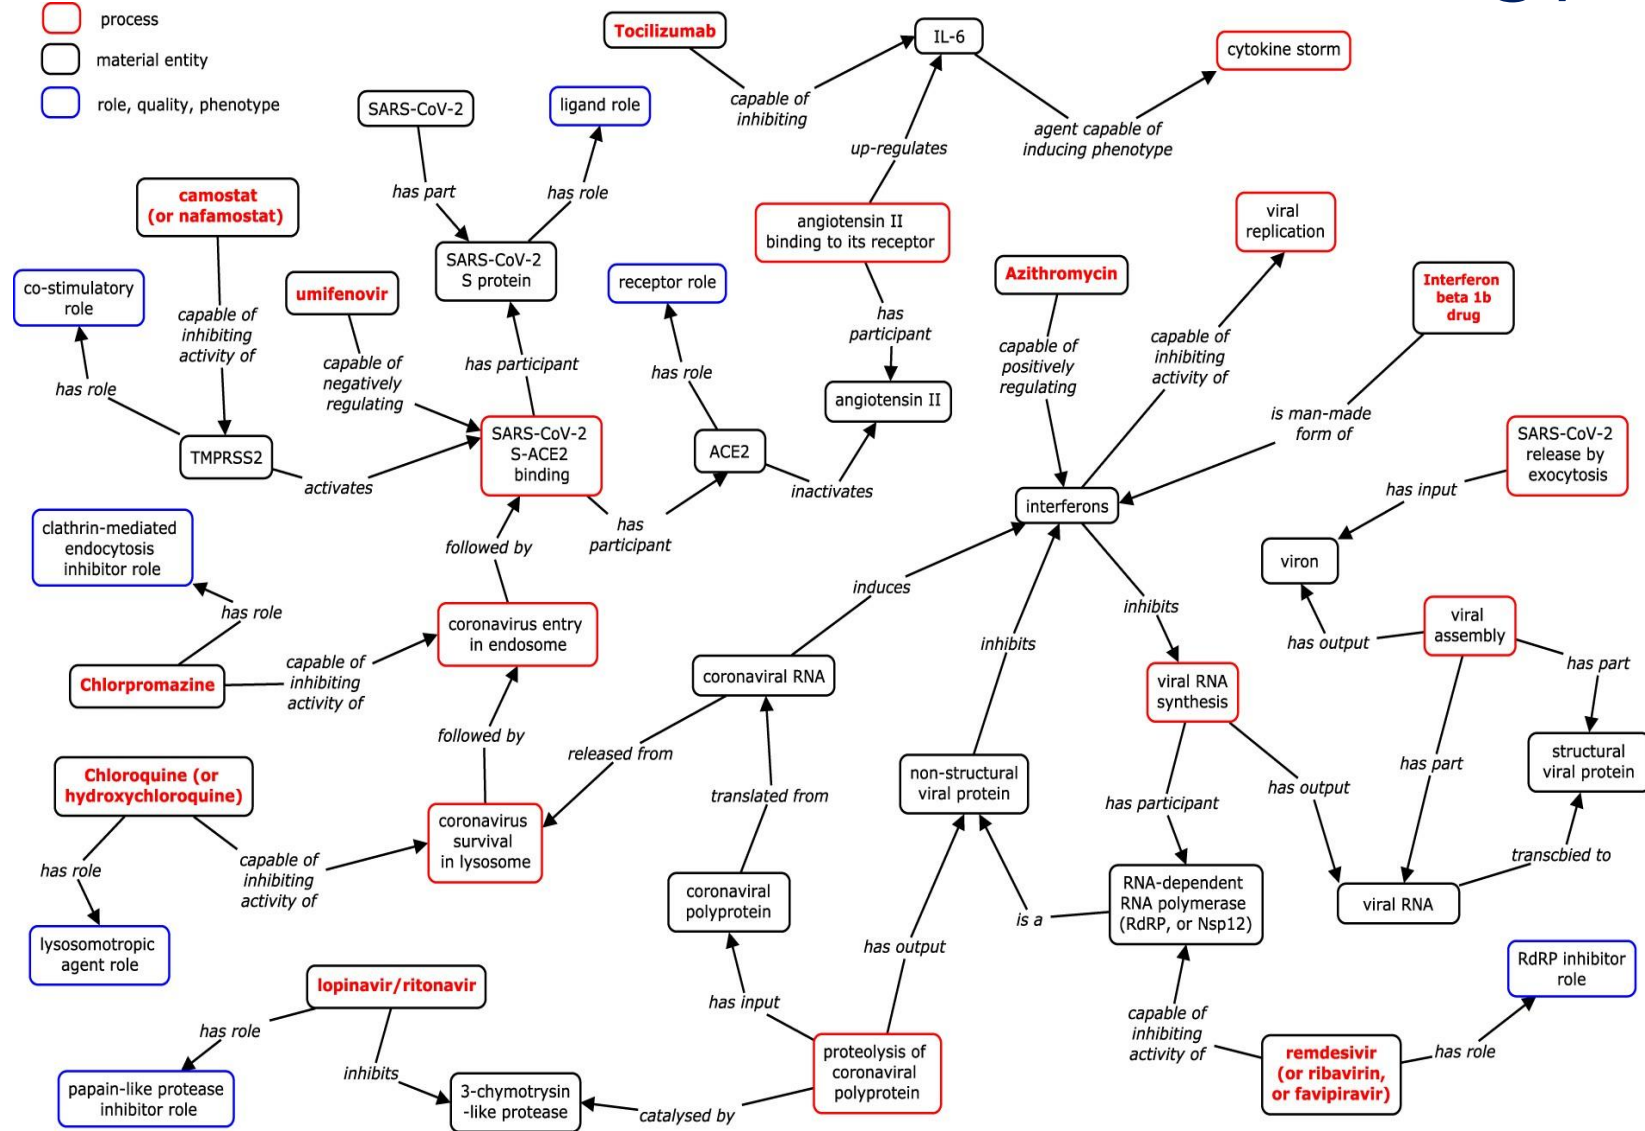 process
material entity
role, quality, phenotype
Tocilizumab
IL-6
cytokine storm
capable of
inhibiting
agent capable of
inducing phenotype
SARS-CoV-2
ligand role
up-regulates
has part
has role
camostat
(or nafamostat)
angiotensin II
binding to its receptor
viral
replication
SARS-CoV-2
S protein
co-stimulatory
role
umifenovir
receptor role
Azithromycin
Interferon
beta 1b
drug
capable of
inhibiting
activity of
has
participant
has role
capable of
negatively
regulating
has participant
has role
capable of
positively
regulating
capable of
inhibiting
activity of
angiotensin II
is man-made
form of
TMPRSS2
activates
SARS-CoV-2
S-ACE2
binding
ACE2
inactivates
SARS-CoV-2
release by
exocytosis
has input
interferons
has
participant
clathrin-mediated
endocytosis
inhibitor role
followed by
viron
has role
induces
inhibits
coronavirus entry
in endosome
inhibits
viral
assembly
has output
has part
Chlorpromazine
capable of
inhibiting
activity of
coronaviral RNA
viral RNA
synthesis
followed by
released from
structural
viral protein
Chloroquine (or
hydroxychloroquine)
non-structural
viral protein
has part
has output
translated from
has participant
coronavirus
survival
in lysosome
has role
capable of
inhibiting
activity of
transcbied to
coronaviral
polyprotein
RNA-dependent
RNA polymerase
(RdRP, or Nsp12)
viral RNA
is a
lysosomotropic
agent role
has output
RdRP inhibitor
role
lopinavir/ritonavir
has input
has role
capable of
inhibiting
activity of
inhibits
proteolysis of
coronaviral
polyprotein
remdesivir
(or ribavirin,
or favipiravir)
has role
papain-like protease
inhibitor role
3-chymotrysin
-like protease
catalysed by